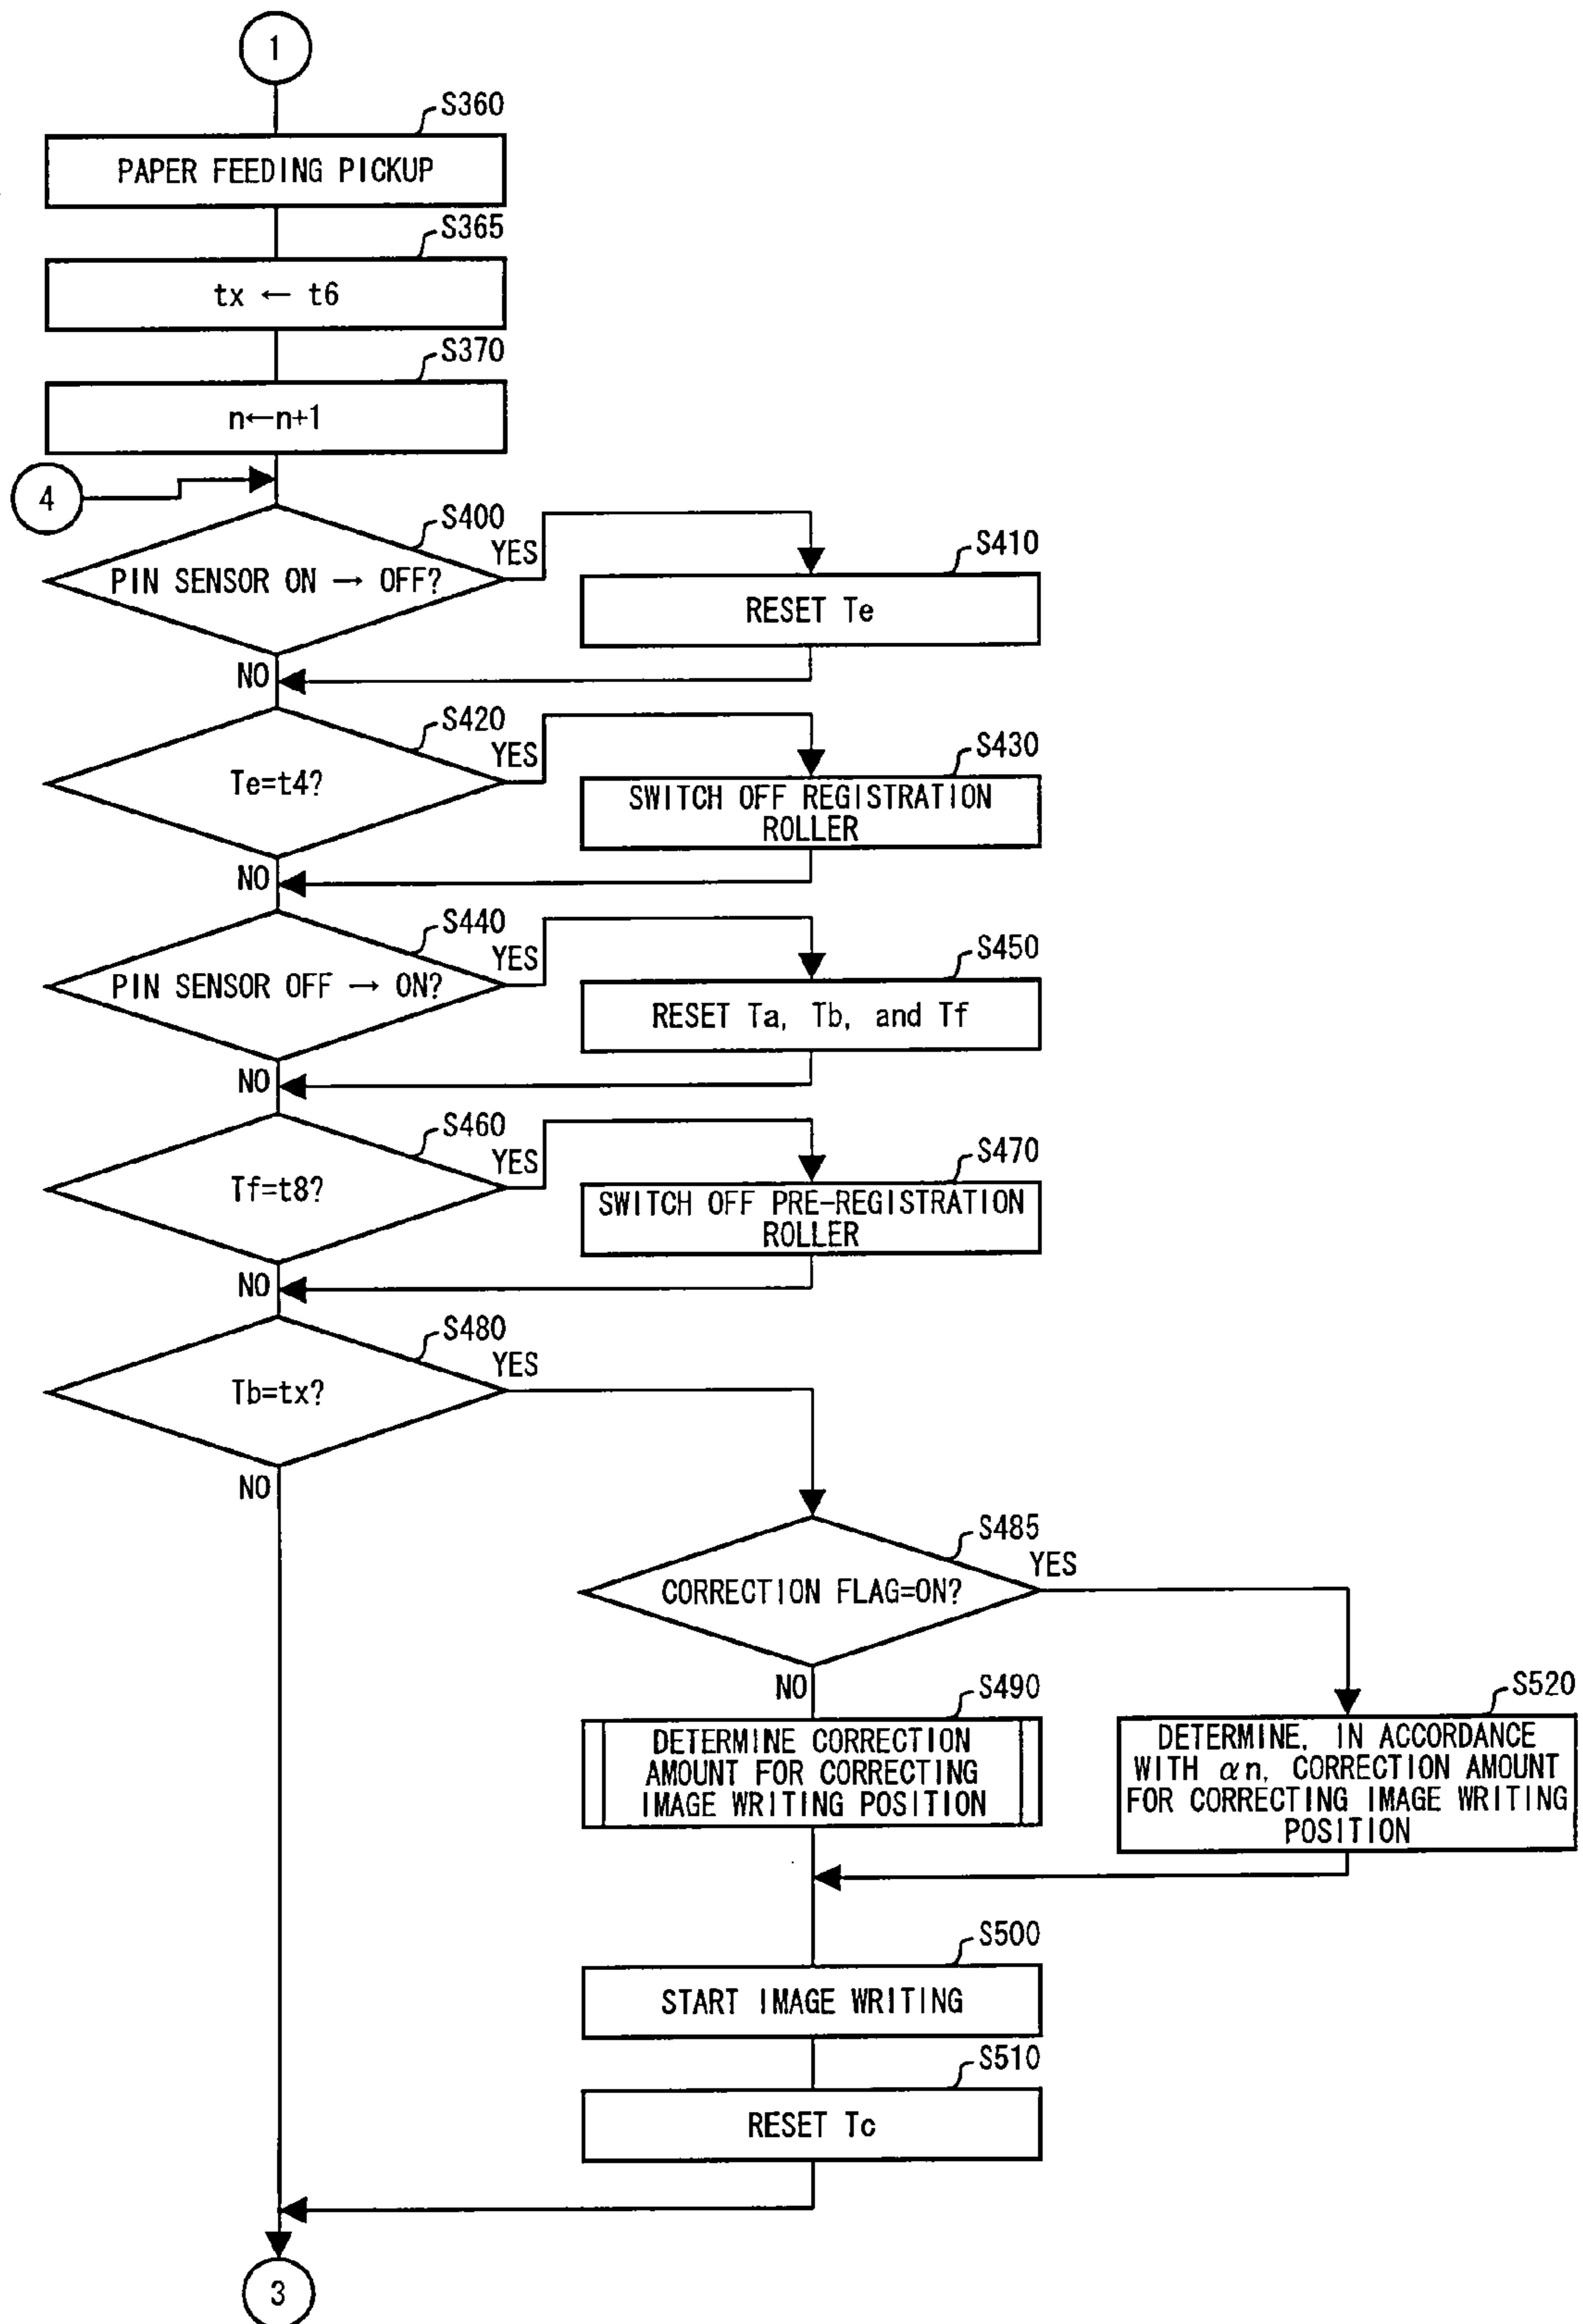 1
S360
PAPER FEEDING PICKUP
S365
tx ← t6
S370
n←n+1
4
S400
PIN SENSOR ON → OFF?
YES
S410
RESET Te
NO
S420
Te=t4?
YES
S430
SWITCH OFF REGISTRATION
ROLLER
NO
S440
PIN SENSOR OFF → ON?
YES
S450
RESET Ta, Tb, and Tf
NO
S460
Tf=t8?
YES
S470
SWITCH OFF PRE-REGISTRATION
ROLLER
NO
S480
Tb=tx?
YES
NO
S485
CORRECTION FLAG=ON?
YES
NO
S490
DETERMINE CORRECTION
AMOUNT FOR CORRECTING
IMAGE WRITING POSITION
S520
DETERMINE, IN ACCORDANCE
WITH αn, CORRECTION AMOUNT
FOR CORRECTING IMAGE WRITING
POSITION
S500
START IMAGE WRITING
S510
RESET Tc
3